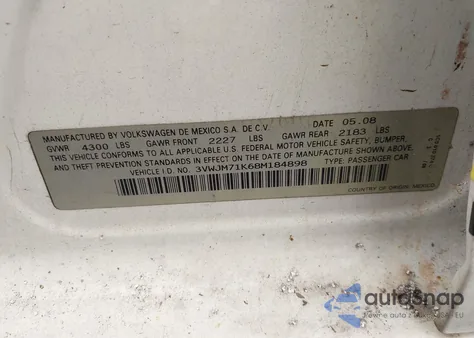 MANUFACTURED BY VOLKSWAGEN DE MEXICO S.A. DE C.V. DATE 05.08
GVWR 4300 LBS GAWR FRONT 2227 LBS GAWR REAR 2183 LBS
THIS VEHICLE CONFORMS TO ALL APPLICABLE U.S. FEDERAL MOTOR VEHICLE SAFETY, BUMPER,
AND THEFT PREVENTION STANDARDS IN EFFECT ON THE DATE OF MANUFACTURE SHOWN ABOVE.
VEHICLE I.D. NO. 3VWJM71K68M184898 TYPE: PASSENGER CAR
COUNTRY OF ORIGIN: MEXICO
autosnap